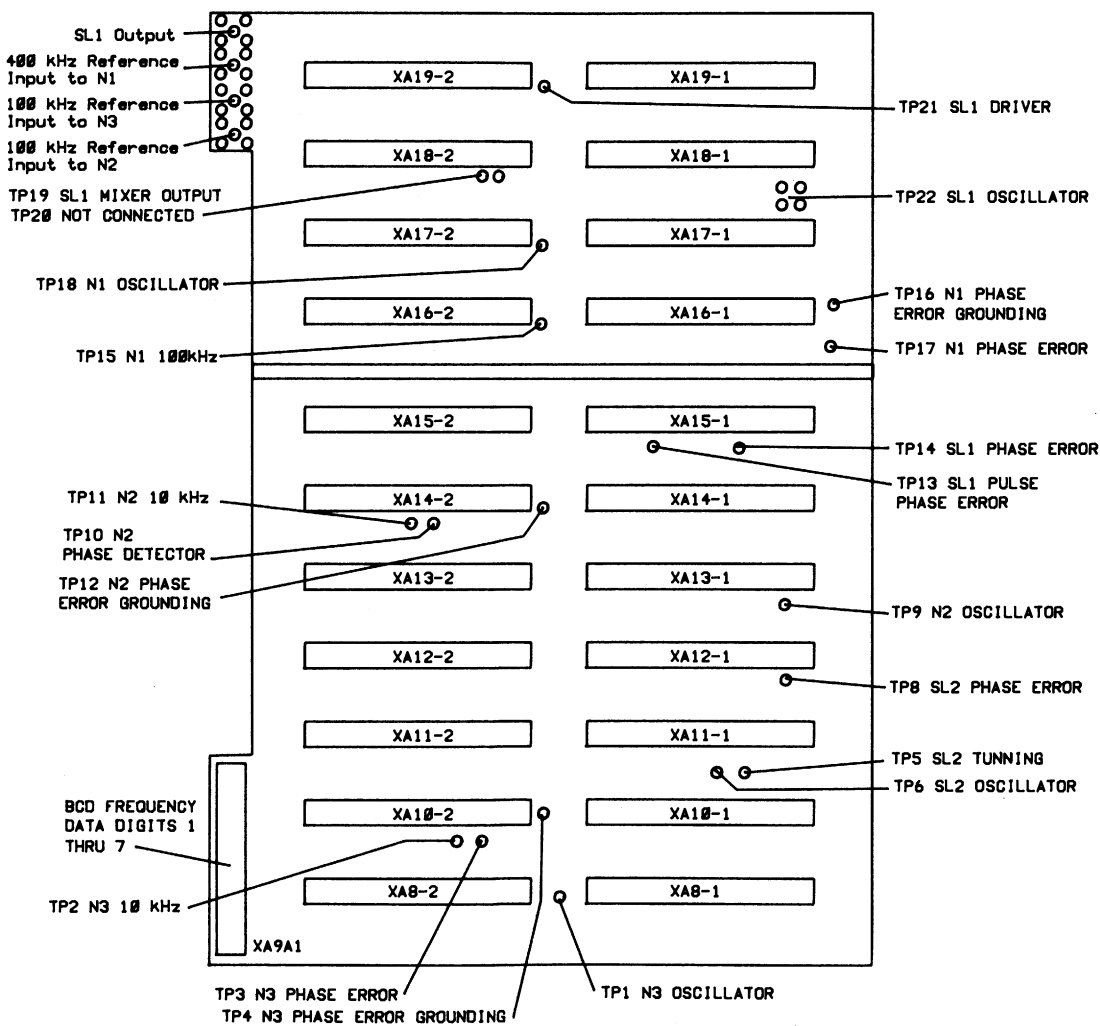 SL1 Output
400 kHz Reference
Input to N1
100 kHz Reference
Input to N3
100 kHz Reference
Input to N2
TP19 SL1 MIXER OUTPUT
TP20 NOT CONNECTED
TP18 N1 OSCILLATOR
TP15 N1 100kHz
TP11 N2 10 kHz
TP10 N2
PHASE DETECTOR
TP12 N2 PHASE
ERROR GROUNDING
BCD FREQUENCY
DATA DIGITS 1
THRU 7
TP2 N3 10 kHz
XA9A1
XA19-2
XA19-1
XA18-2
XA18-1
XA17-2
XA17-1
XA16-2
XA16-1
XA15-2
XA15-1
XA14-2
XA14-1
XA13-2
XA13-1
XA12-2
XA12-1
XA11-2
XA11-1
XA10-2
XA10-1
XA8-2
XA8-1
TP21 SL1 DRIVER
TP22 SL1 OSCILLATOR
TP16 N1 PHASE
ERROR GROUNDING
TP17 N1 PHASE ERROR
TP14 SL1 PHASE ERROR
TP13 SL1 PULSE
PHASE ERROR
TP9 N2 OSCILLATOR
TP8 SL2 PHASE ERROR
TP5 SL2 TUNNING
TP6 SL2 OSCILLATOR
TP3 N3 PHASE ERROR
TP4 N3 PHASE ERROR GROUNDING
TP1 N3 OSCILLATOR